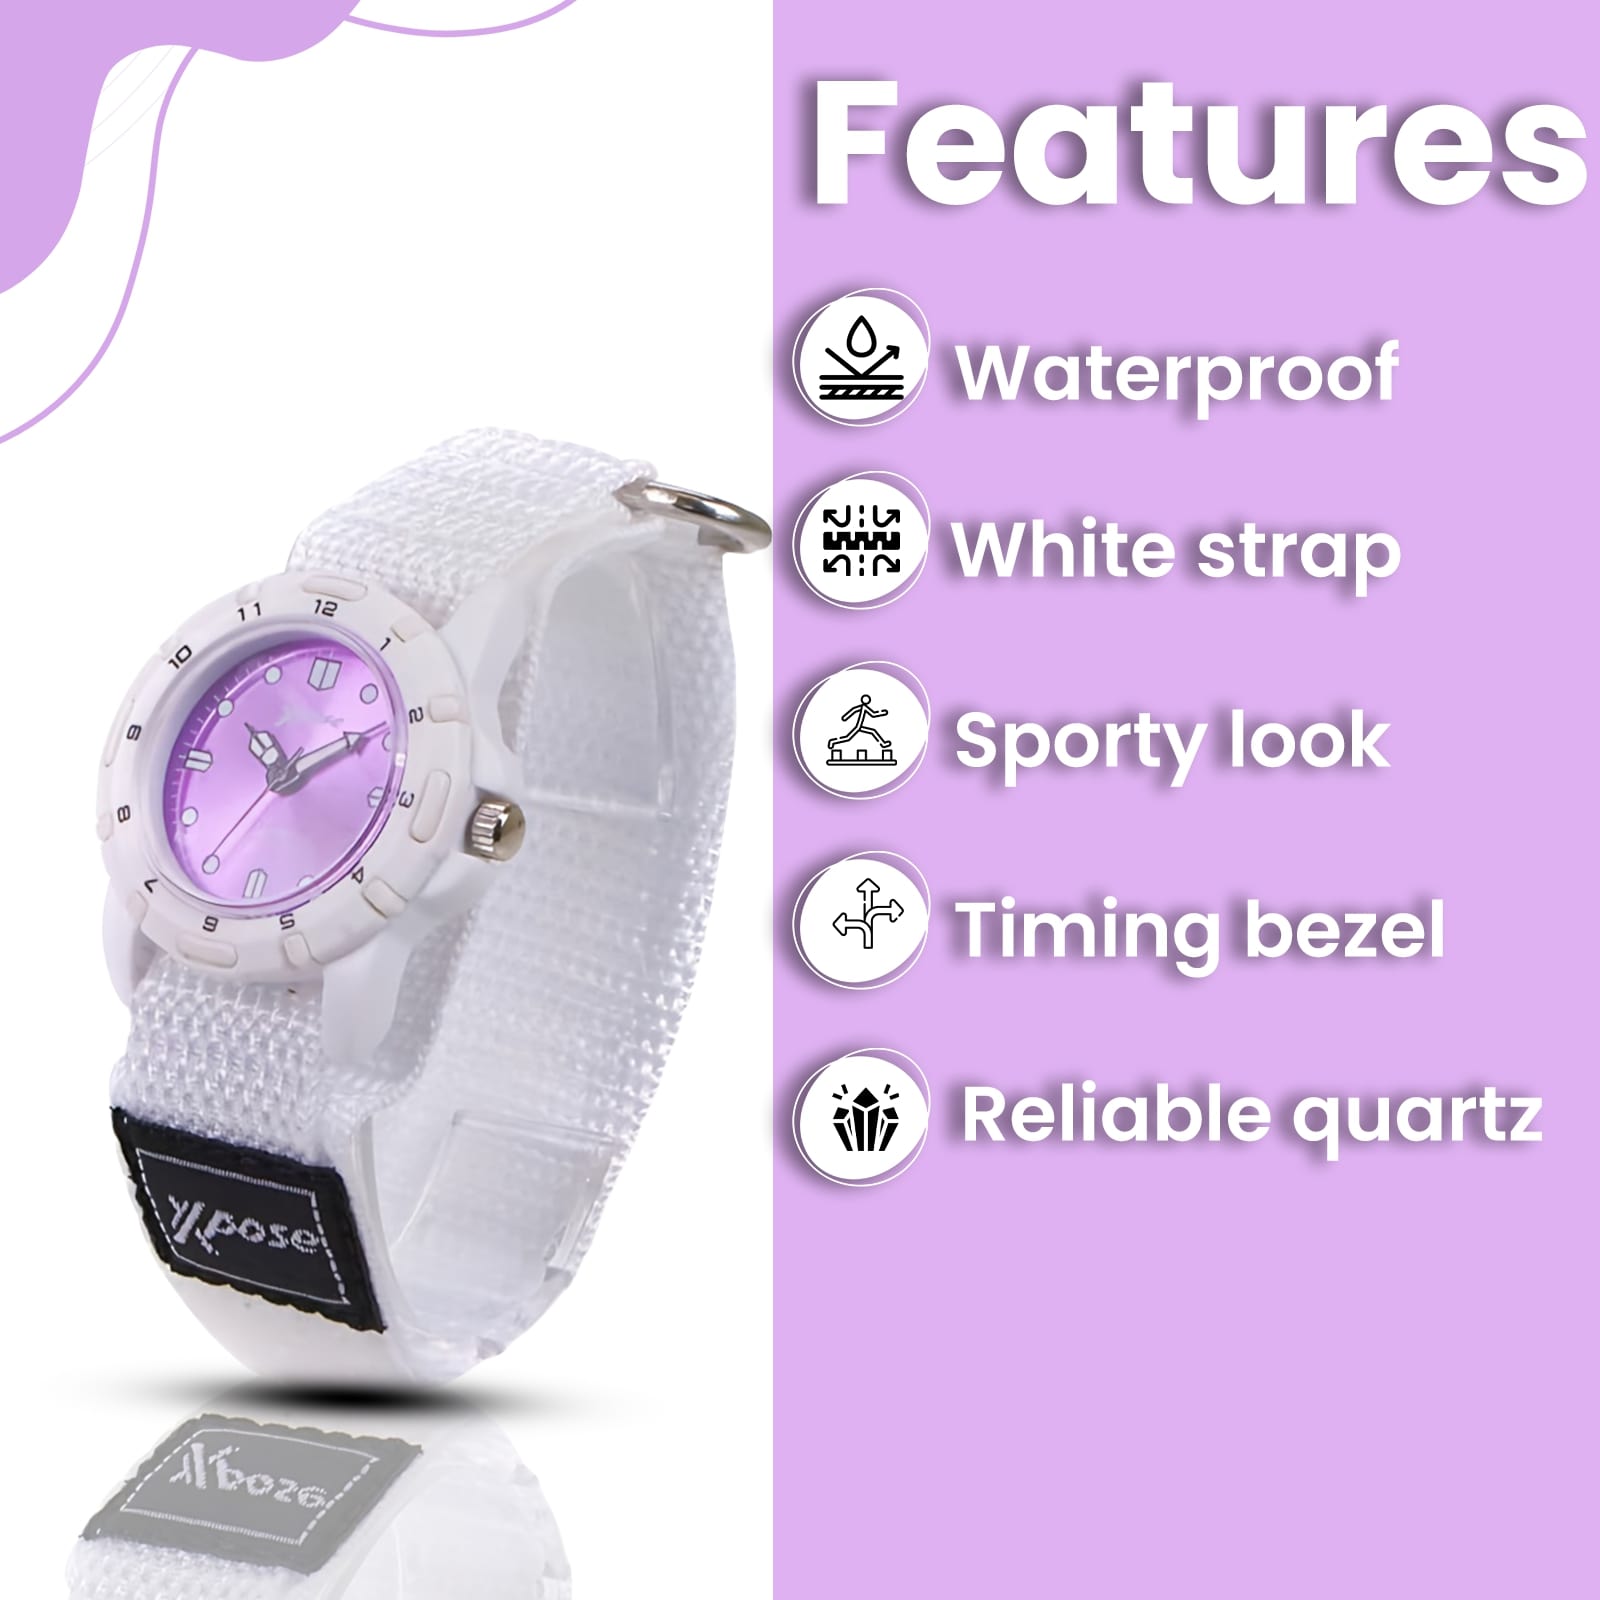 Features
Waterproof
White strap
Sporty look
Timing bezel
Reliable quartz
12
1
2
3
4
5
6
7
8
9
10
11
Xpose